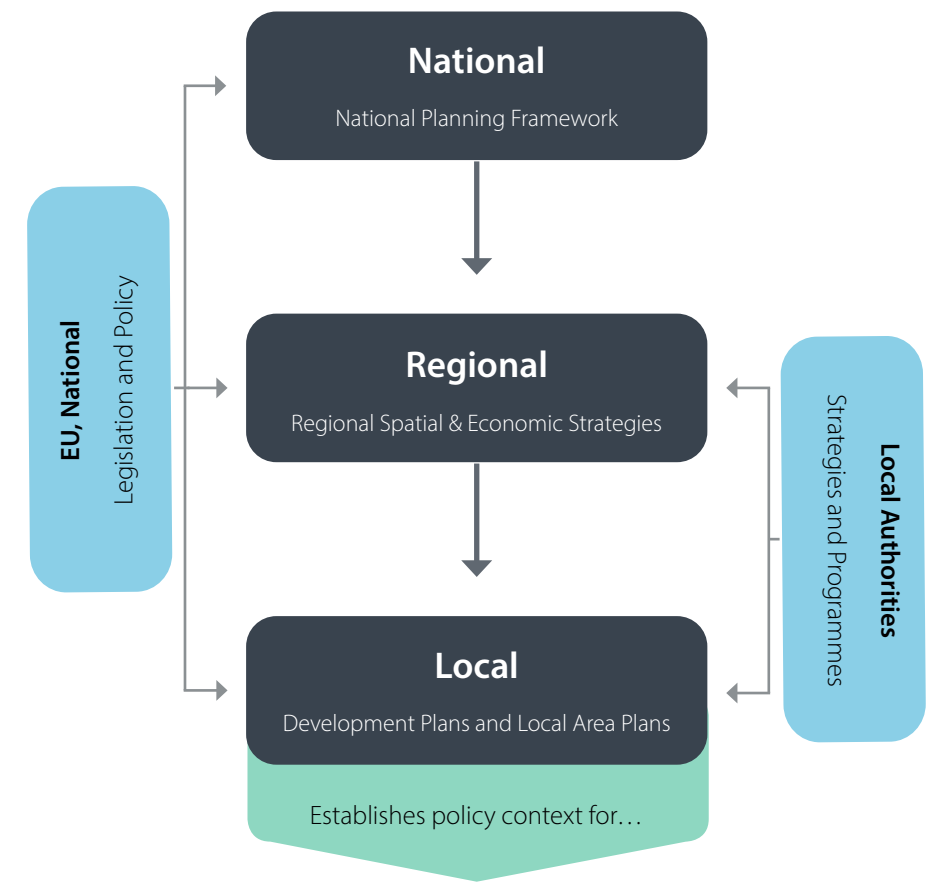 National
National Planning Framework
EU, National
Legislation and Policy
Regional
Regional Spatial & Economic Strategies
Local Authorities
Strategies and Programmes
Local
Development Plans and Local Area Plans
Establishes policy context for…